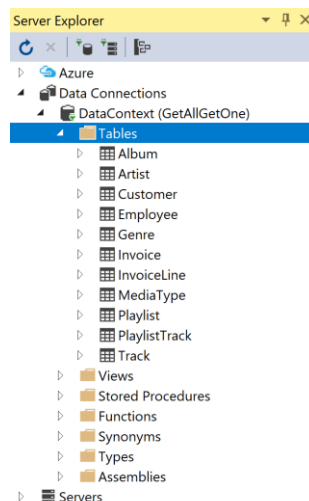 Server Explorer
Azure
Data Connections
DataContext (GetAllGetOne)
Tables
Album
Artist
Customer
Employee
Genre
Invoice
InvoiceLine
MediaType
Playlist
PlaylistTrack
Track
Views
Stored Procedures
Functions
Synonyms
Types
Assemblies
Servers